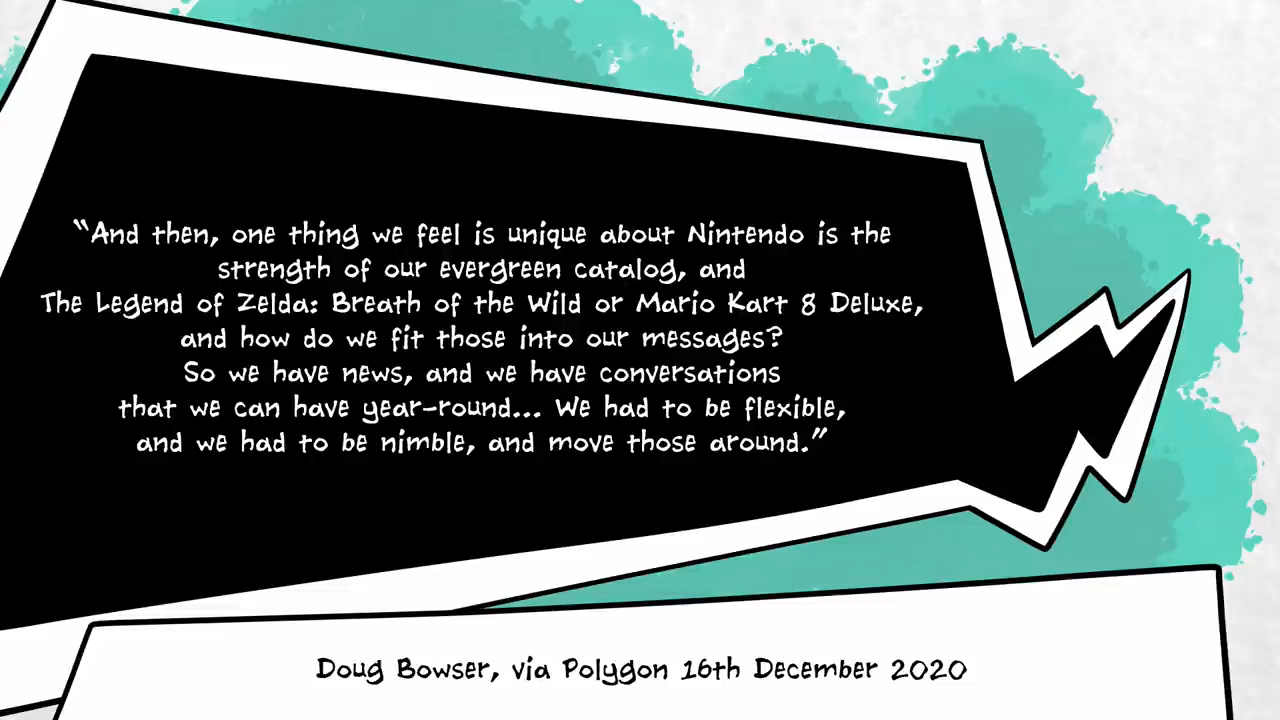 “And then, one thing we feel is unique about Nintendo is the
strength of our evergreen catalog, and
The Legend of Zelda: Breath of the Wild or Mario Kart 8 Deluxe,
and how do we fit those into our messages?
So we have news, and we have conversations
that we can have year-round... We had to be flexible,
and we had to be nimble, and move those around.”
Doug Bowser, via Polygon 16th December 2020